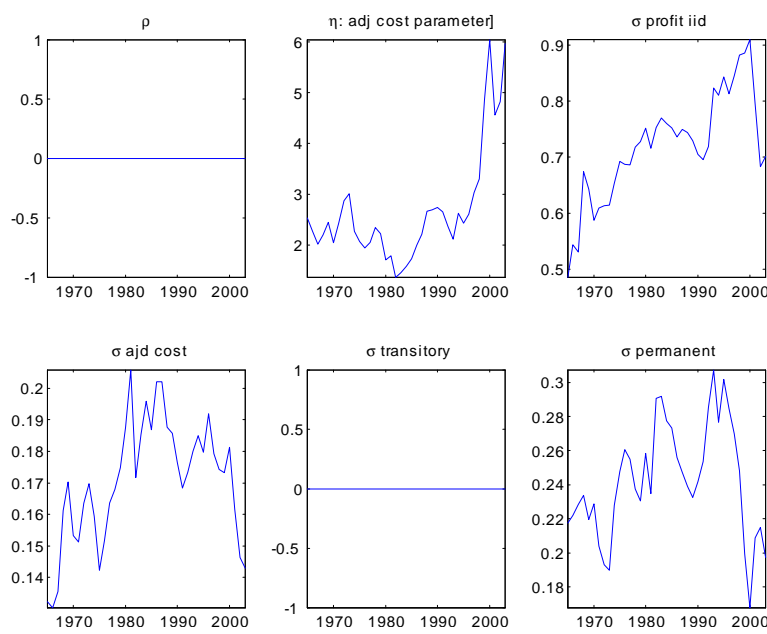 ρ
1
0.5
0
-0.5
-1
1970 1980 1990 2000
η: adj cost parameter]
6
5
4
3
2
1970 1980 1990 2000
σ profit iid
0.9
0.8
0.7
0.6
0.5
1970 1980 1990 2000
σ ajd cost
0.2
0.19
0.18
0.17
0.16
0.15
0.14
1970 1980 1990 2000
σ transitory
1
0.5
0
-0.5
-1
1970 1980 1990 2000
σ permanent
0.3
0.28
0.26
0.24
0.22
0.2
0.18
1970 1980 1990 2000